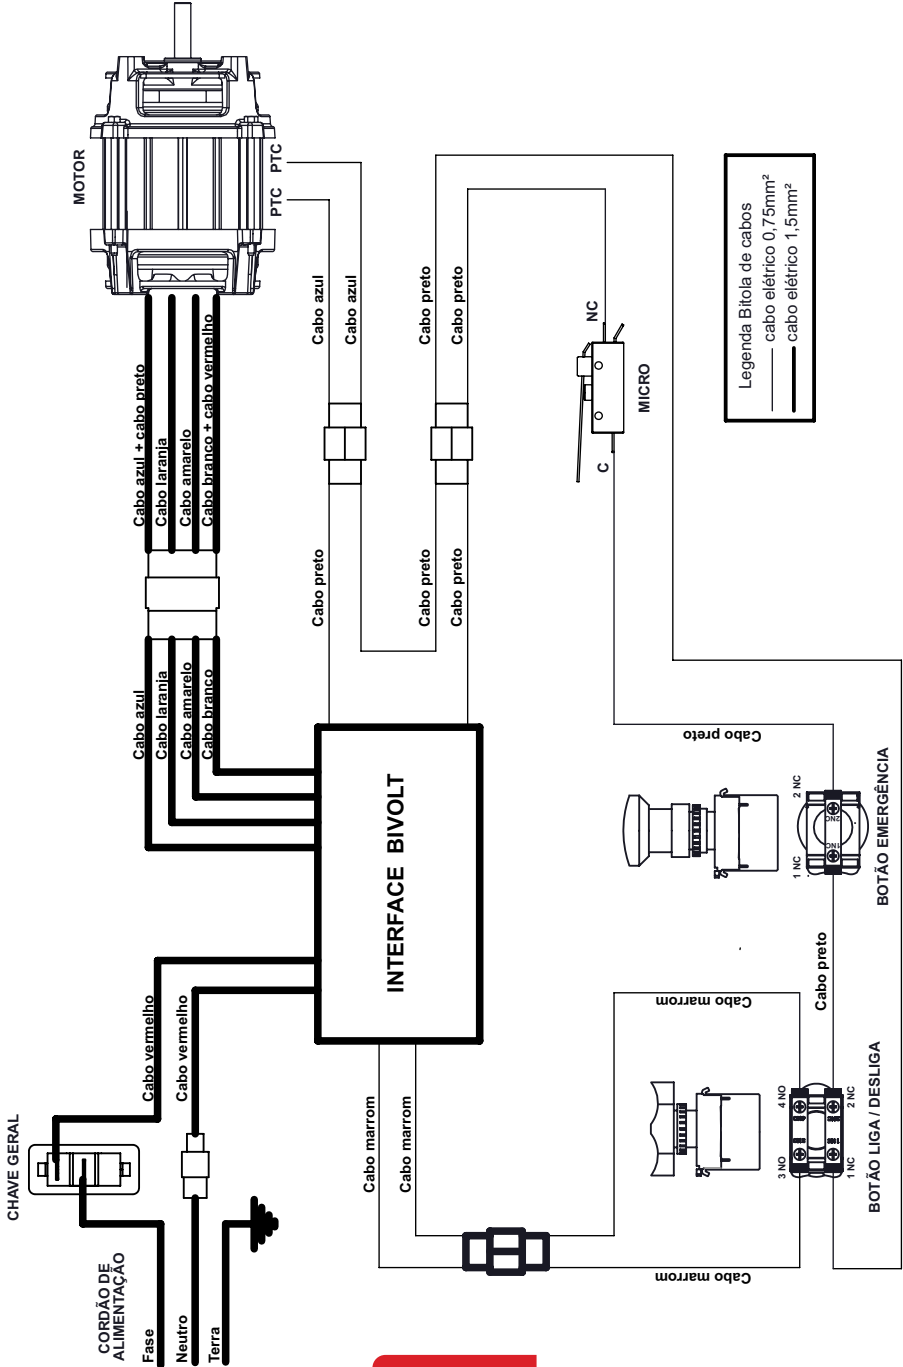 MOTOR
PTC
PTC
Cabo azul + cabo preto
Cabo laranja
Cabo amarelo
Cabo branco + cabo vermelho
Cabo azul
Cabo azul
Cabo preto
Cabo preto
NC
C
MICRO
Legenda Bitola de cabos
cabo elétrico 0,75mm²
cabo elétrico 1,5mm²
Cabo azul
Cabo laranja
Cabo amarelo
Cabo branco
Cabo preto
Cabo preto
Cabo preto
INTERFACE BIVOLT
Cabo preto
2 NC
1 NC
2NC
1NC
BOTÃO EMERGÊNCIA
Cabo vermelho
Cabo vermelho
CHAVE GERAL
Cabo marrom
Cabo marrom
Cabo marrom
Cabo preto
4 NO
3 NO
2 NC
1 NC
BOTÃO LIGA / DESLIGA
Cabo marrom
CORDÃO DE
ALIMENTAÇÃO
Fase
Neutro
Terra